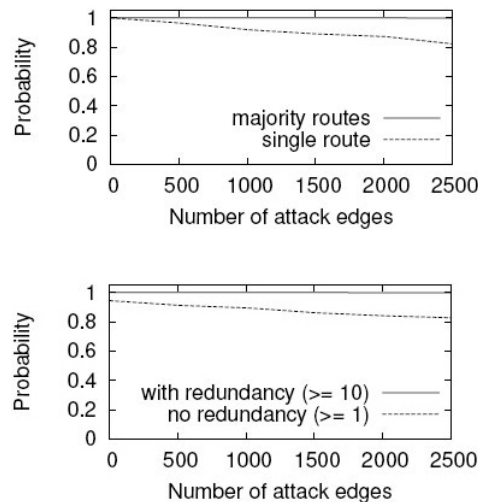 1
0.8
0.6
0.4
0.2
0
Probability
majority routes
single route
0 500 1000 1500 2000 2500
Number of attack edges
1
0.8
0.6
0.4
0.2
0
Probability
with redundancy (>= 10)
no redundancy (>= 1)
0 500 1000 1500 2000 2500
Number of attack edges